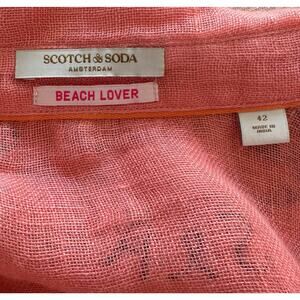 SCOTCH & SODA
AMSTERDAM
BEACH LOVER
42
MADE IN
INDIA